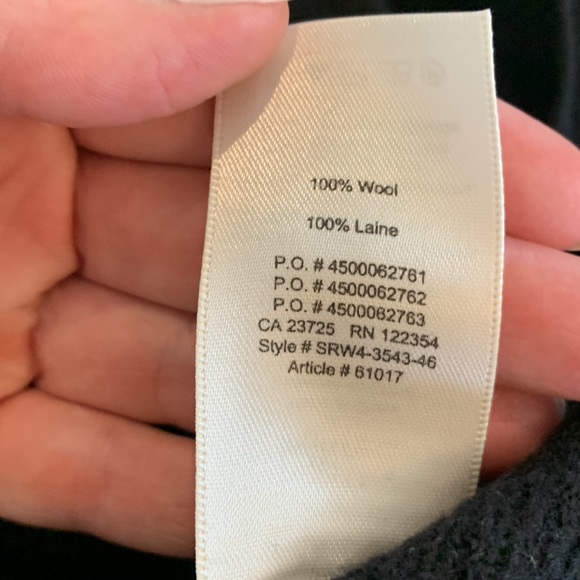 100% Wool
100% Laine
P.O. # 4500062761
P.O. # 4500062762
P.O. # 4500062763
CA 23725 RN 122354
Style # SRW4-3543-46
Article # 61017